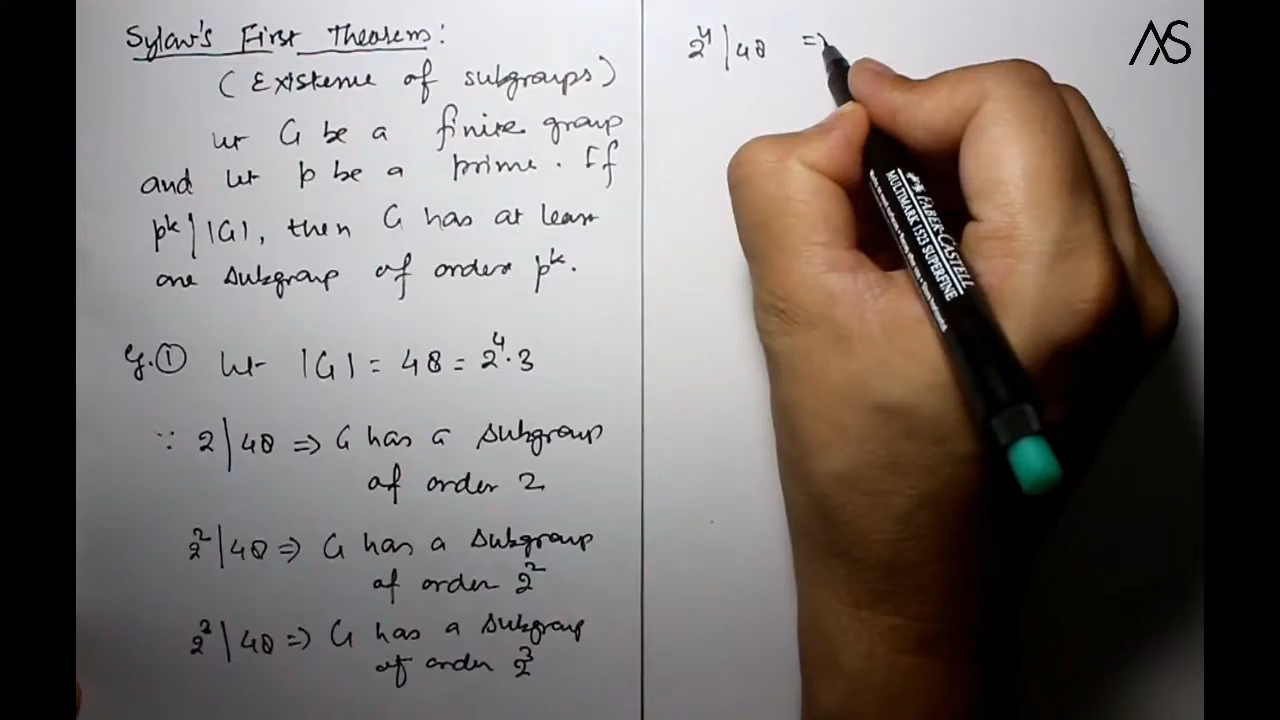 Sylow's First Theorem:
(Existence of subgroups)
let G be a finite group
and let p be a prime. If
p^k | |G|, then G has at least
one subgroup of order p^k.
Eg. ① Let |G| = 48 = 2^4 . 3
∵ 2 | 48 => G has a subgroup
of order 2
2^2 | 48 => G has a subgroup
of order 2^2
2^3 | 48 => G has a subgroup
of order 2^3
2^4 | 48 =>
AS
FABER-CASTELL
MULTIMARK 1523 SUPERFINE